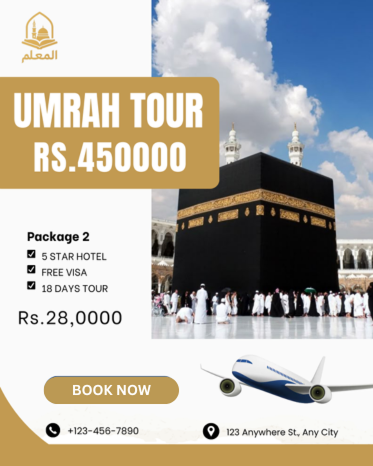 المعلم
UMRAH TOUR
RS.450000
Package 2
5 STAR HOTEL
FREE VISA
18 DAYS TOUR
Rs.28,0000
BOOK NOW
+123-456-7890
123 Anywhere St., Any City